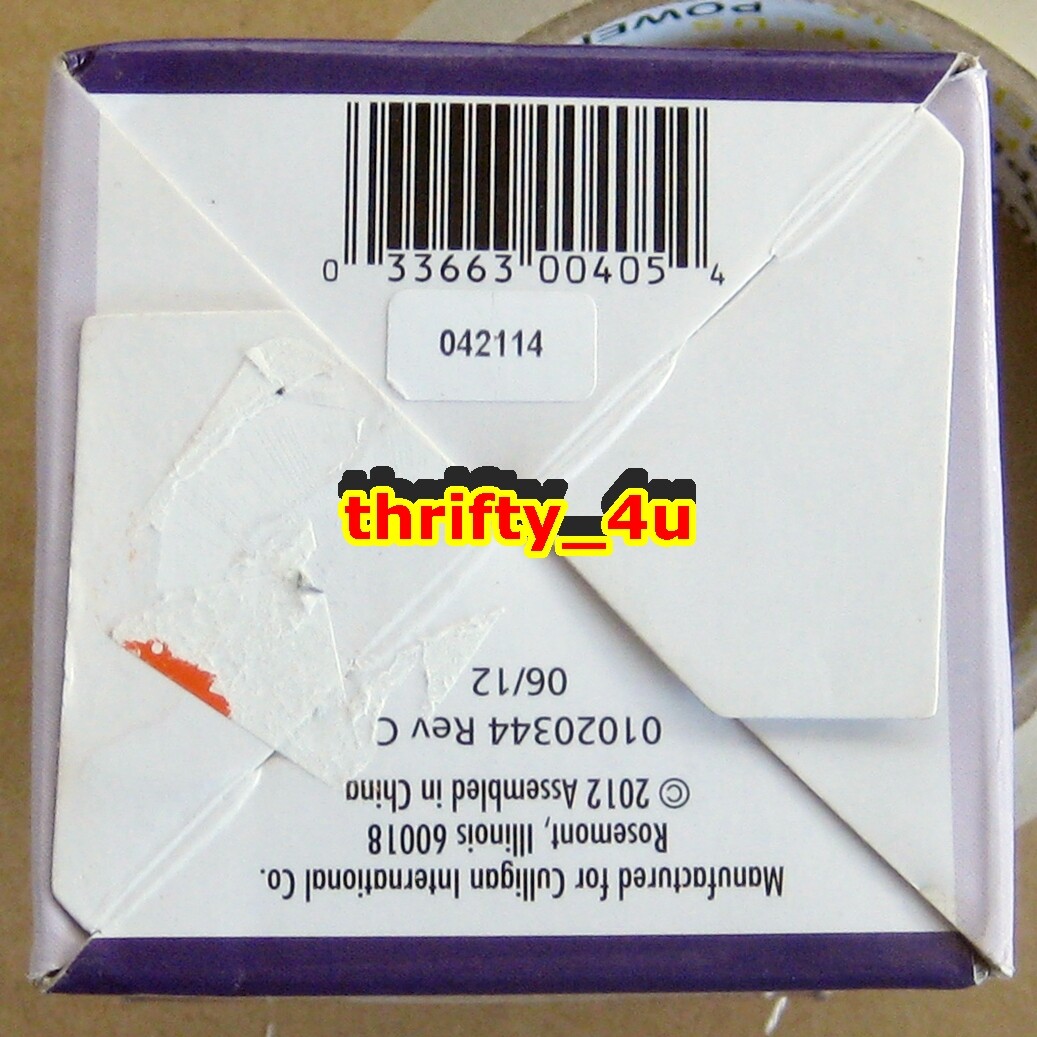 POWER
0 33663 00405 4
042114
thrifty_4u
Manufactured for Culligan International Co.
Rosemont, Illinois 60018
© 2012 Assembled in China
01020344 Rev C
06/12